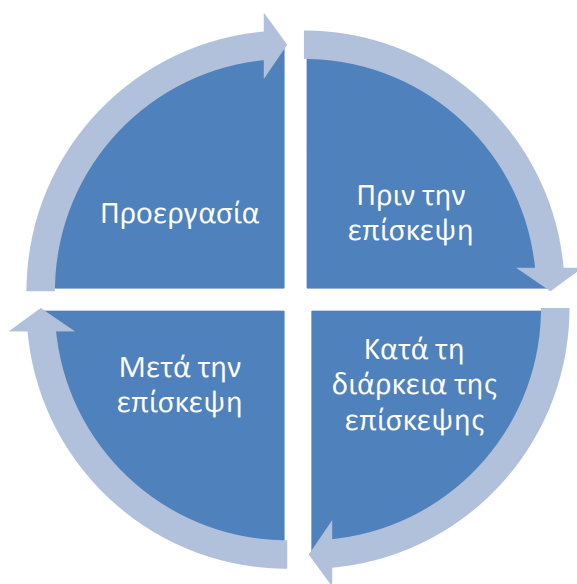 Προεργασία
Πριν την
επίσκεψη
Κατά τη
διάρκεια της
επίσκεψης
Μετά την
επίσκεψη